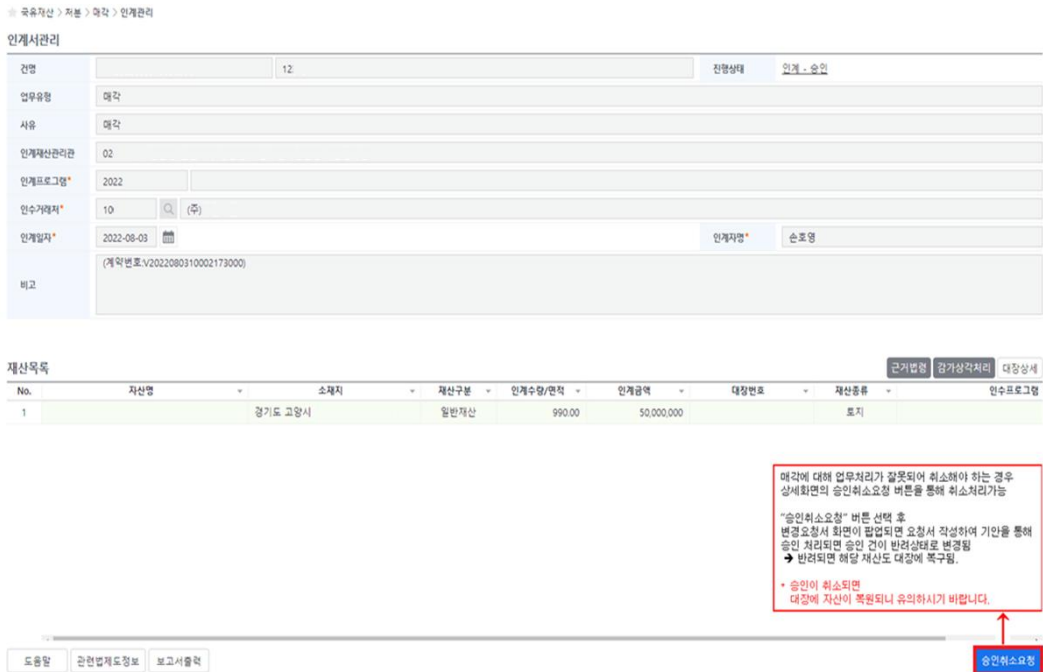 국유재산 > 처분 > 매각 > 인계관리
인계서관리
건명 12 진행상태 인계 - 승인
업무유형 매각
사유 매각
인계재산관리관 02
인계프로그램* 2022
인수거래처* 10 (주)
인계일자* 2022-08-03 인계자명* 손호영
비고 (계약번호:V2022080310002173000)
재산목록 근거법령 감가상각처리 대장상세
No. 자산명 소재지 재산구분 인계수량/면적 인계금액 대장번호 재산종류 인수프로그램
1 경기도 고양시 일반재산 990.00 50,000,000 토지
매각에 대해 업무처리가 잘못되어 취소해야 하는 경우
상세화면의 승인취소요청 버튼을 통해 취소처리가능
"승인취소요청" 버튼 선택 후
변경요청서 화면이 팝업되면 요청서 작성하여 기안을 통해
승인 처리되면 승인 건이 반려상태로 변경됨
➔ 반려되면 해당 재산도 대장에 복구됨.
* 승인이 취소되면
대장에 자산이 복원되니 유의하시기 바랍니다.
도움말 관련법제도정보 보고서출력 승인취소요청